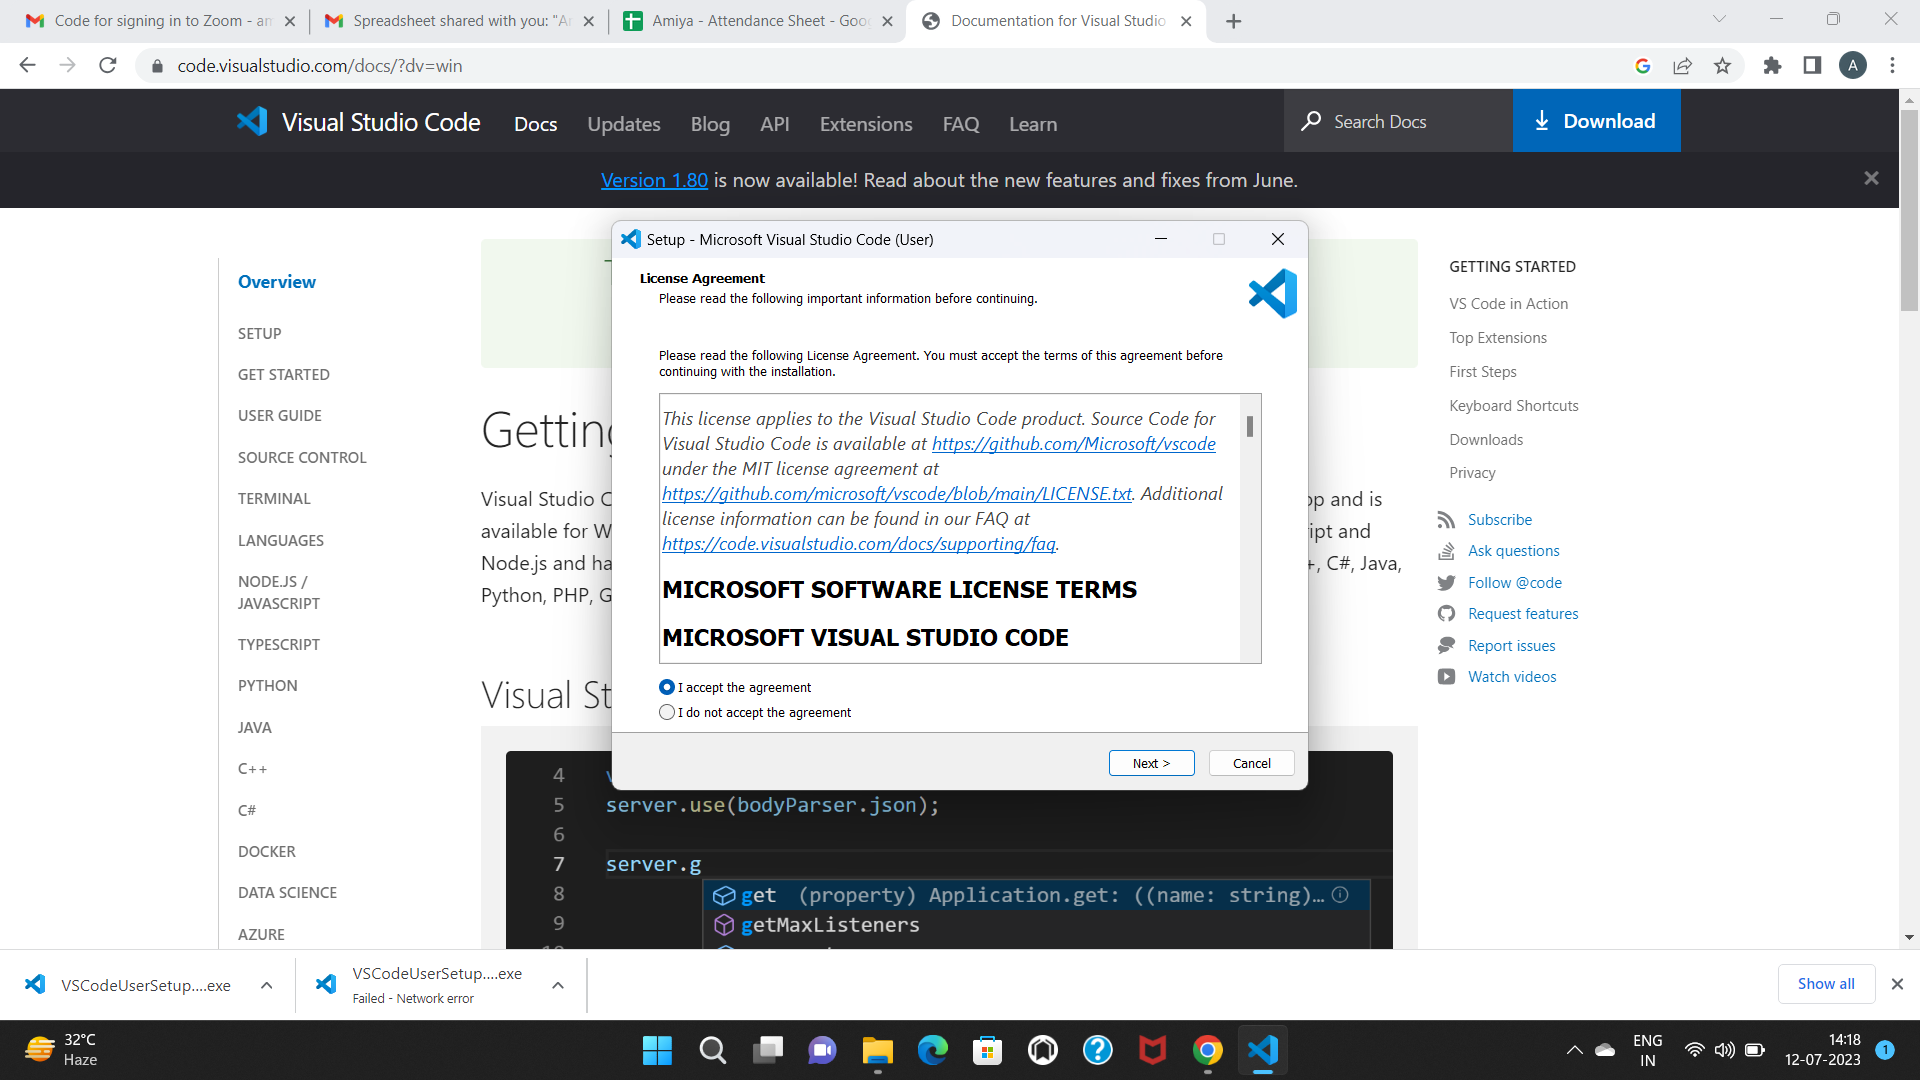 Code for signing in to Zoom - am
Spreadsheet shared with you: "Ar
Amiya - Attendance Sheet - Goo
Documentation for Visual Studio
code.visualstudio.com/docs/?dv=win
A
Visual Studio Code
Docs
Updates
Blog
API
Extensions
FAQ
Learn
Search Docs
Download
Version 1.80 is now available! Read about the new features and fixes from June.
Overview
SETUP
GET STARTED
USER GUIDE
SOURCE CONTROL
TERMINAL
LANGUAGES
NODE.JS /
JAVASCRIPT
TYPESCRIPT
PYTHON
JAVA
C++
C#
DOCKER
DATA SCIENCE
AZURE
Getting
Visual Studio C
op and is
available for W
ript and
Node.js and ha
+, C#, Java,
Python, PHP, G
Visual St
Setup - Microsoft Visual Studio Code (User)
License Agreement
Please read the following important information before continuing.
Please read the following License Agreement. You must accept the terms of this agreement before
continuing with the installation.
This license applies to the Visual Studio Code product. Source Code for
Visual Studio Code is available at https://github.com/Microsoft/vscode
under the MIT license agreement at
https://github.com/microsoft/vscode/blob/main/LICENSE.txt. Additional
license information can be found in our FAQ at
https://code.visualstudio.com/docs/supporting/faq.
MICROSOFT SOFTWARE LICENSE TERMS
MICROSOFT VISUAL STUDIO CODE
I accept the agreement
I do not accept the agreement
Next >
Cancel
4
5 server.use(bodyParser.json);
6
7 server.g
8 get (property) Application.get: ((name: string)…
9 getMaxListeners
GETTING STARTED
VS Code in Action
Top Extensions
First Steps
Keyboard Shortcuts
Downloads
Privacy
Subscribe
Ask questions
Follow @code
Request features
Report issues
Watch videos
VSCodeUserSetup....exe
VSCodeUserSetup....exe
Failed - Network error
Show all
32°C
Haze
ENG
IN
14:18
12-07-2023
1